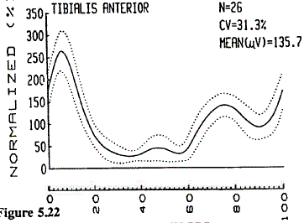 TIBIALIS ANTERIOR
N=26
CV=31.3%
MEAN(uV)=135.7
NORMALIZED (%)
350
300
250
200
150
100
50
0
Figure 5.22
0 20 40 60 80 100